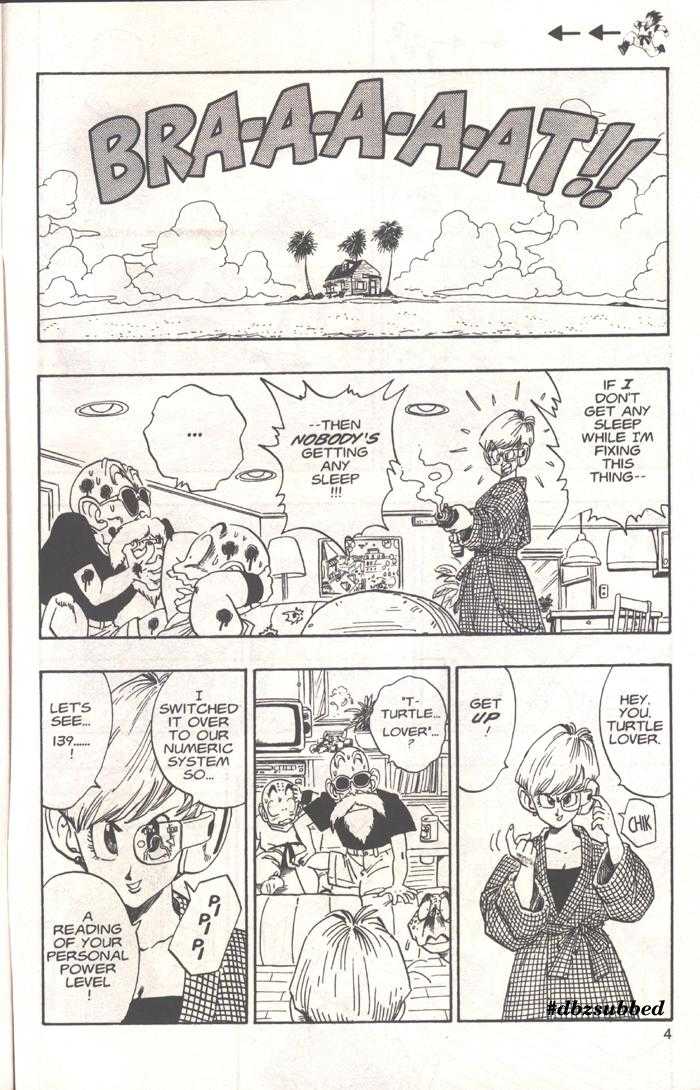 BRA-A-A-A-AT!!
IF I
DON'T
GET ANY
SLEEP
WHILE I'M
FIXING
THIS
THING--
--THEN
NOBODY'S
GETTING
ANY
SLEEP
!!!
...
HEY,
YOU,
TURTLE
LOVER.
CHIK
GET
UP
!
"T-
TURTLE...
LOVER"...
?
I
SWITCHED
IT OVER
TO OUR
NUMERIC
SYSTEM
SO...
LET'S
SEE...
139......
!
PI
PI
PI
A
READING
OF YOUR
PERSONAL
POWER
LEVEL
!
#dbzsubbed
4